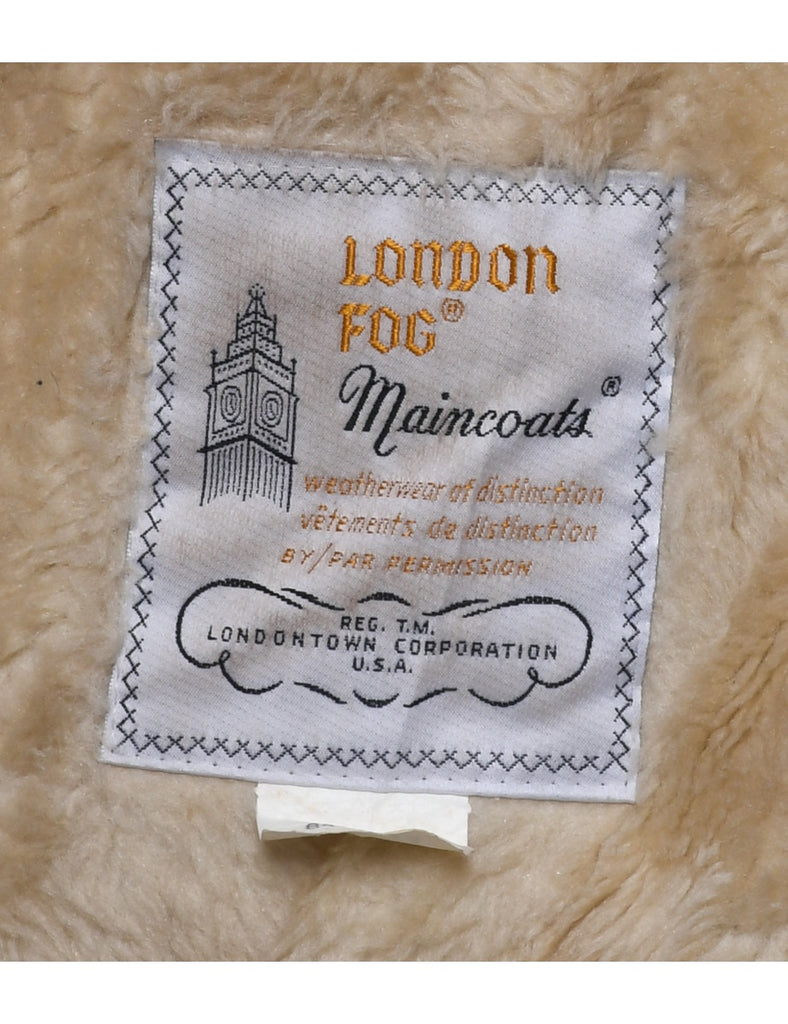 LONDON
FOG®
Maincoats®
weatherwear of distinction
vêtements de distinction
BY/PAR PERMISSION
REG. T.M.
LONDONTOWN CORPORATION
U.S.A.